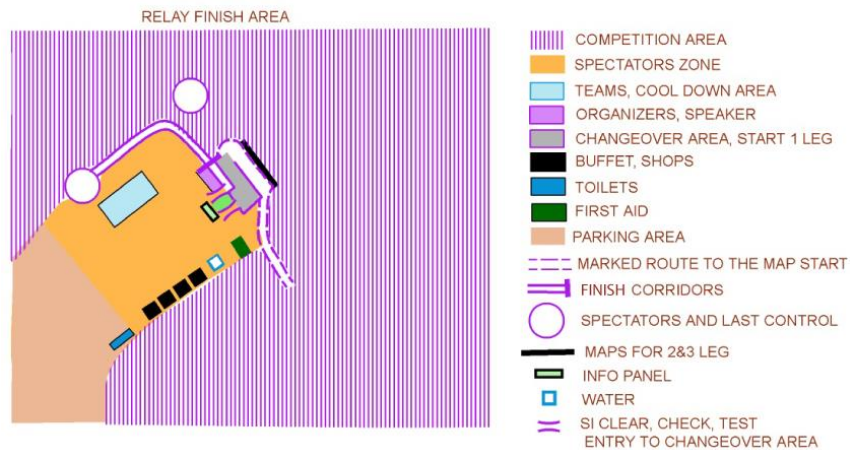 RELAY FINISH AREA
COMPETITION AREA
SPECTATORS ZONE
TEAMS, COOL DOWN AREA
ORGANIZERS, SPEAKER
CHANGEOVER AREA, START 1 LEG
BUFFET, SHOPS
TOILETS
FIRST AID
PARKING AREA
MARKED ROUTE TO THE MAP START
FINISH CORRIDORS
SPECTATORS AND LAST CONTROL
MAPS FOR 2&3 LEG
INFO PANEL
WATER
SI CLEAR, CHECK, TEST
ENTRY TO CHANGEOVER AREA